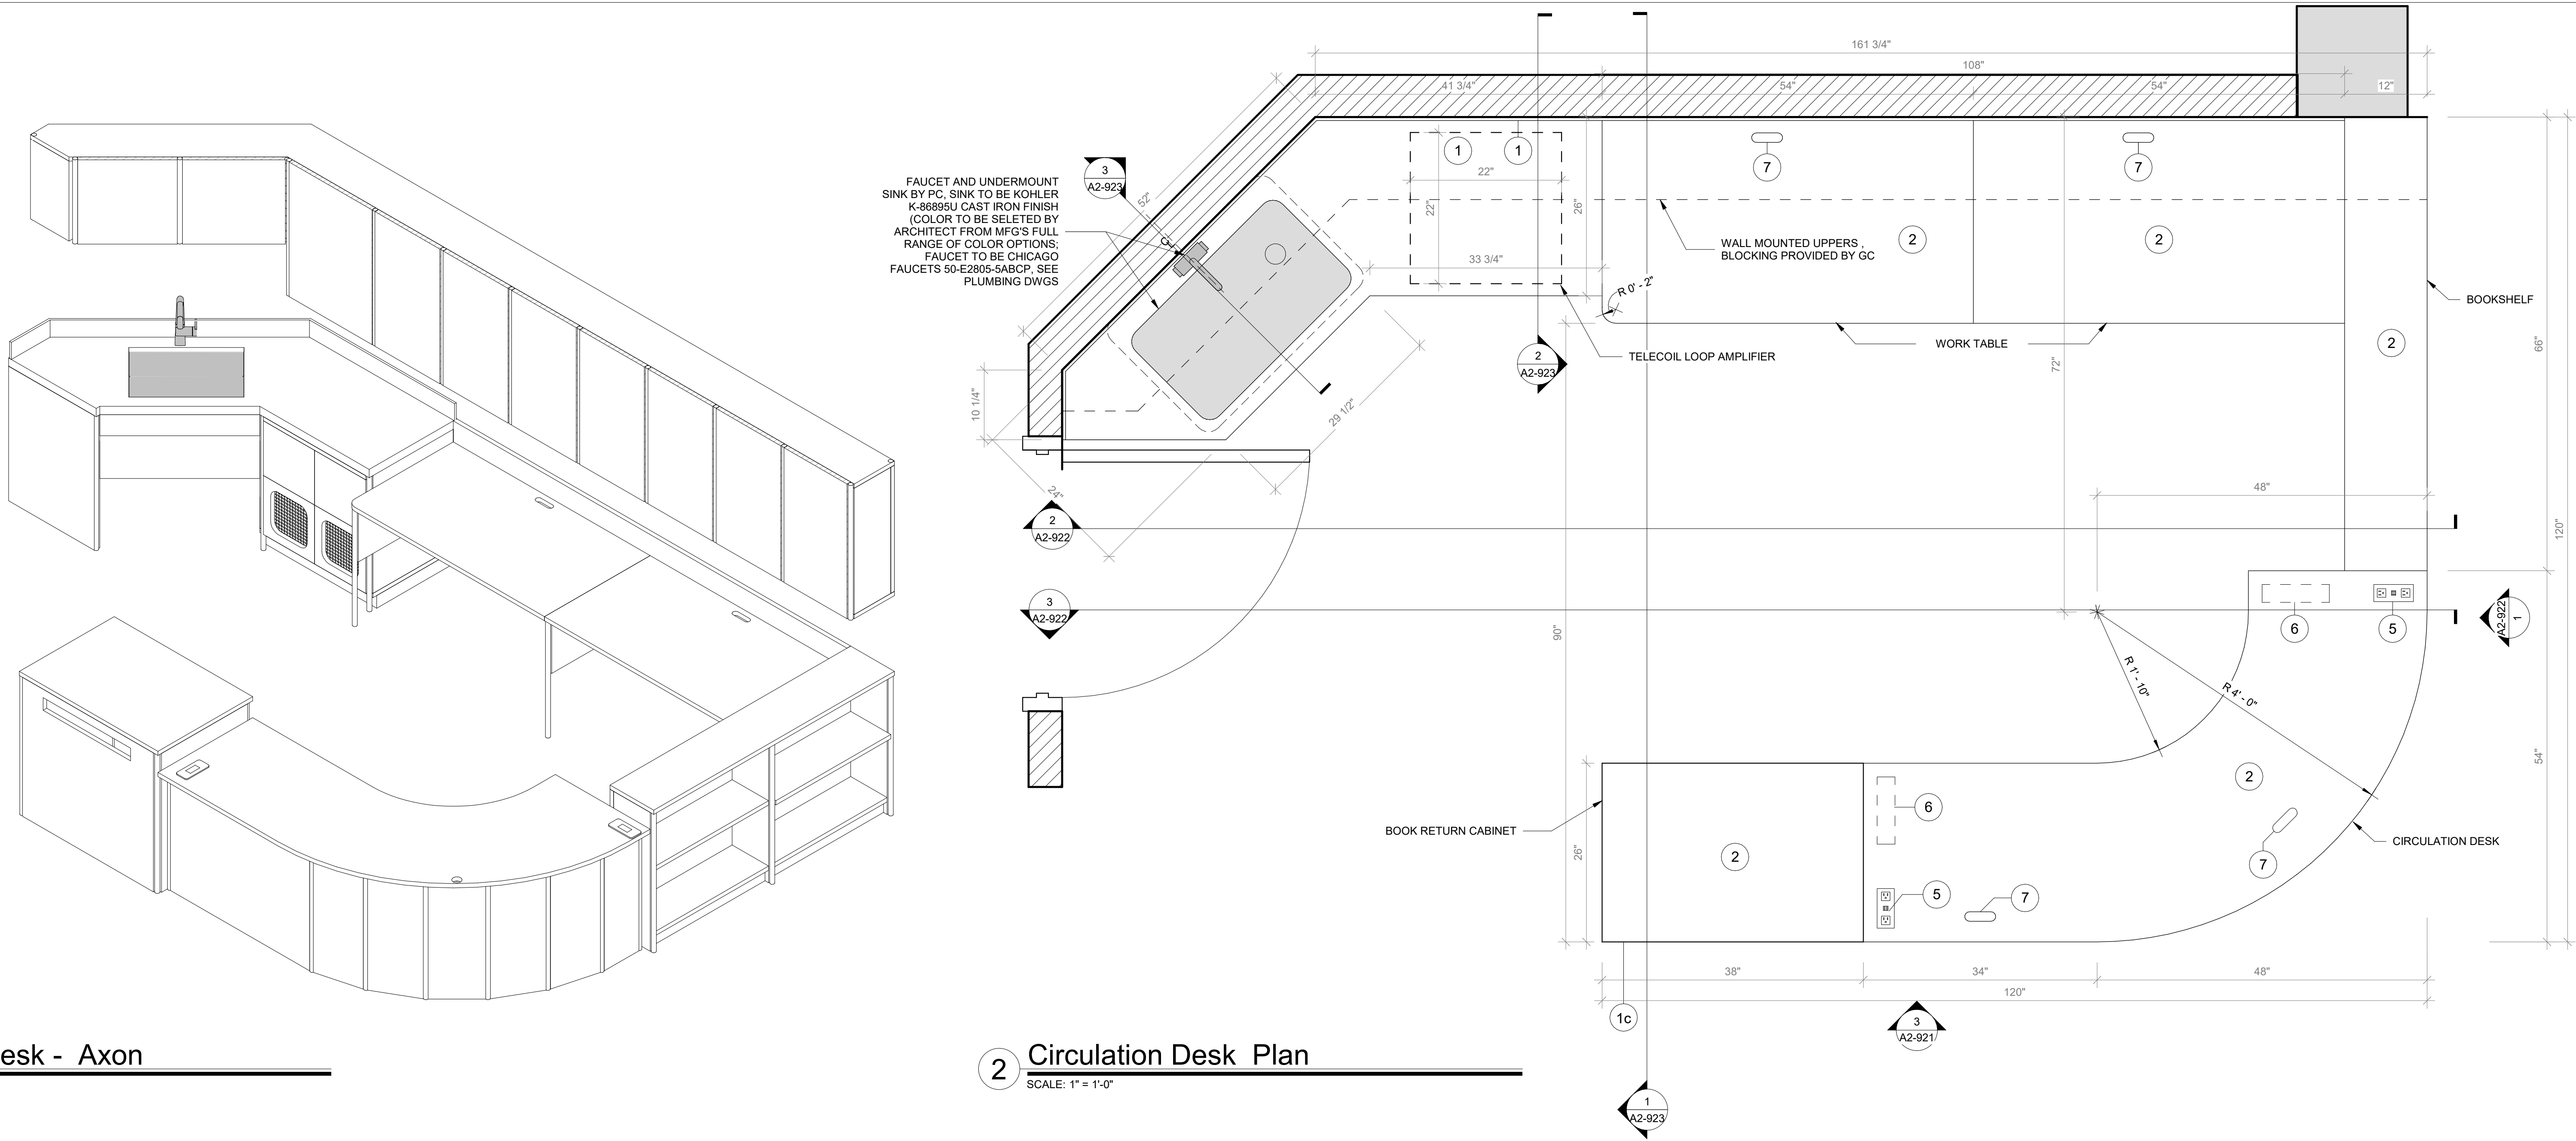 esk -  Axon
161 3/4"
108"
41 3/4"
54"
54"
12"
3
A2-923
52"
FAUCET AND UNDERMOUNT
SINK BY PC, SINK TO BE KOHLER
K-86895U CAST IRON FINISH
(COLOR TO BE SELETED BY
ARCHITECT FROM MFG'S FULL
RANGE OF COLOR OPTIONS;
FAUCET TO BE CHICAGO
FAUCETS 50-E2805-5ABCP, SEE
PLUMBING DWGS
1
1
22"
22"
26"
7
7
2
2
WALL MOUNTED UPPERS ,
BLOCKING PROVIDED BY GC
33 3/4"
R 0' - 2"
BOOKSHELF
WORK TABLE
TELECOIL LOOP AMPLIFIER
2
A2-923
2
72"
66"
10 1/4"
29 1/2"
24"
2
A2-922
48"
120"
3
A2-922
6
5
A2-922
1
90"
R 1' - 10"
R 4' - 0"
54"
2
6
BOOK RETURN CABINET
26"
2
CIRCULATION DESK
7
5
7
38"
34"
48"
120"
1c
3
A2-921
2
Circulation Desk  Plan
SCALE: 1" = 1'-0"
1
A2-923